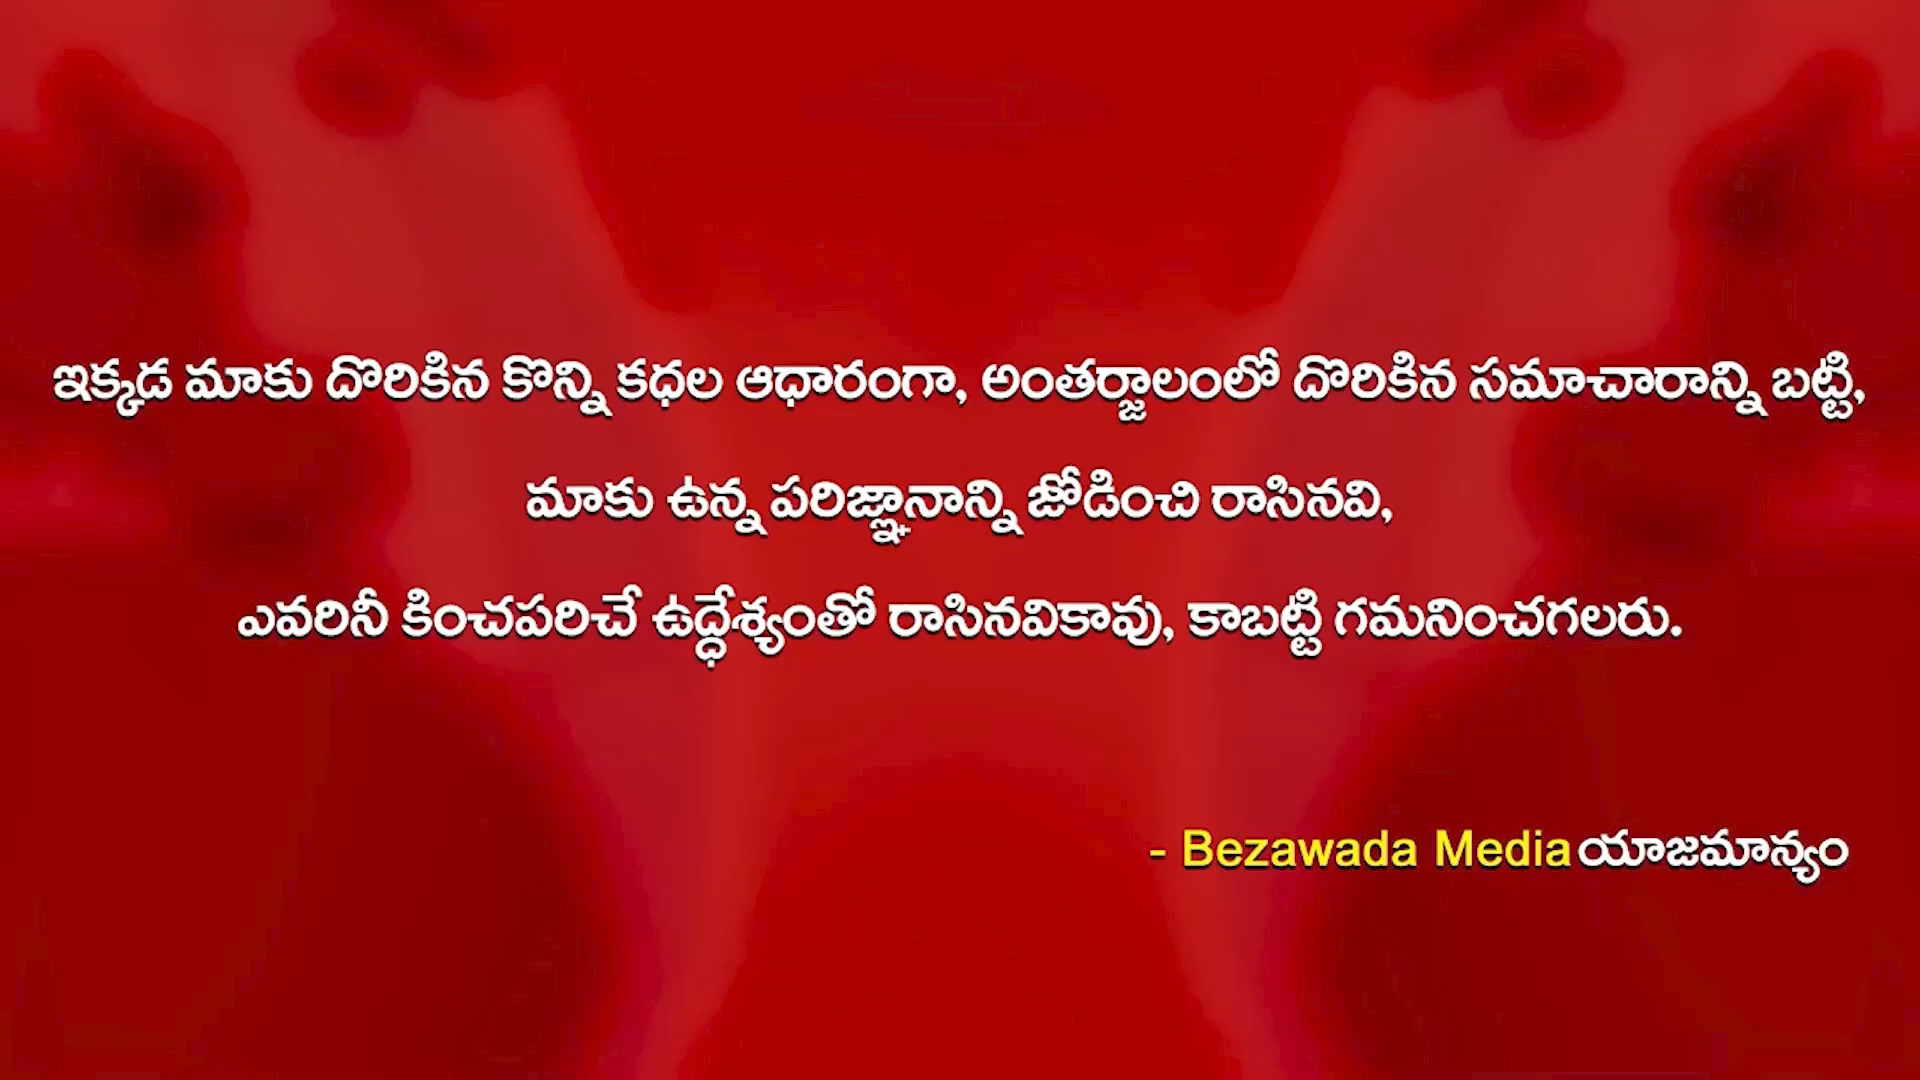 ఇక్కడ మాకు దొరికిన కొన్ని కధల ఆధారంగా, అంతర్జాలంలో దొరికిన సమాచారాన్ని బట్టి,
మాకు ఉన్న పరిజ్ఞానాన్ని జోడించి రాసినవి,
ఎవరినీ కించపరిచే ఉద్ధేశ్యంతో రాసినవికావు, కాబట్టి గమనించగలరు.
- Bezawada Media యాజమాన్యం